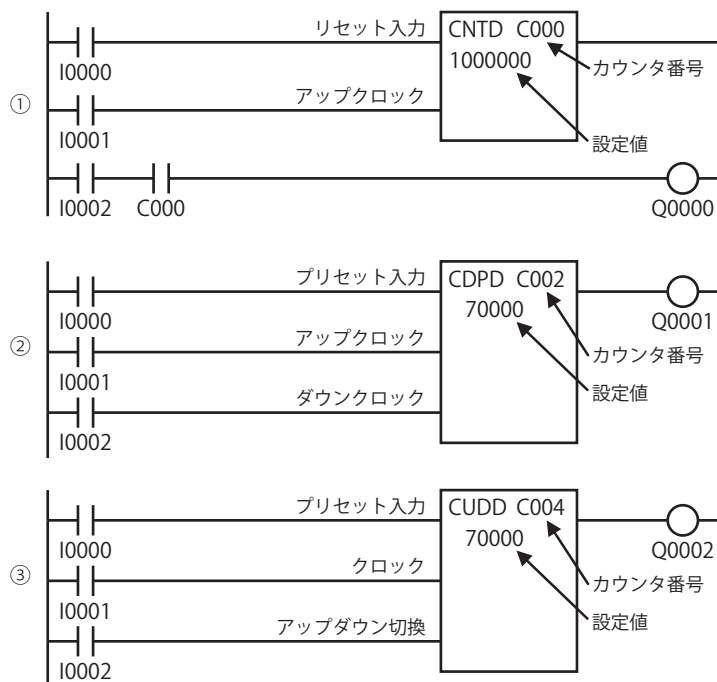 リセット入力 CNTD C000
I0000 1000000 カウンタ番号
① アップクロック
I0001 設定値
I0002 C000 Q0000
プリセット入力 CDPD C002
I0000 70000 Q0001
② アップクロック カウンタ番号
I0001
ダウンクロック 設定値
I0002
プリセット入力 CUDD C004
I0000 70000 Q0002
③ クロック カウンタ番号
I0001
アップダウン切換 設定値
I0002